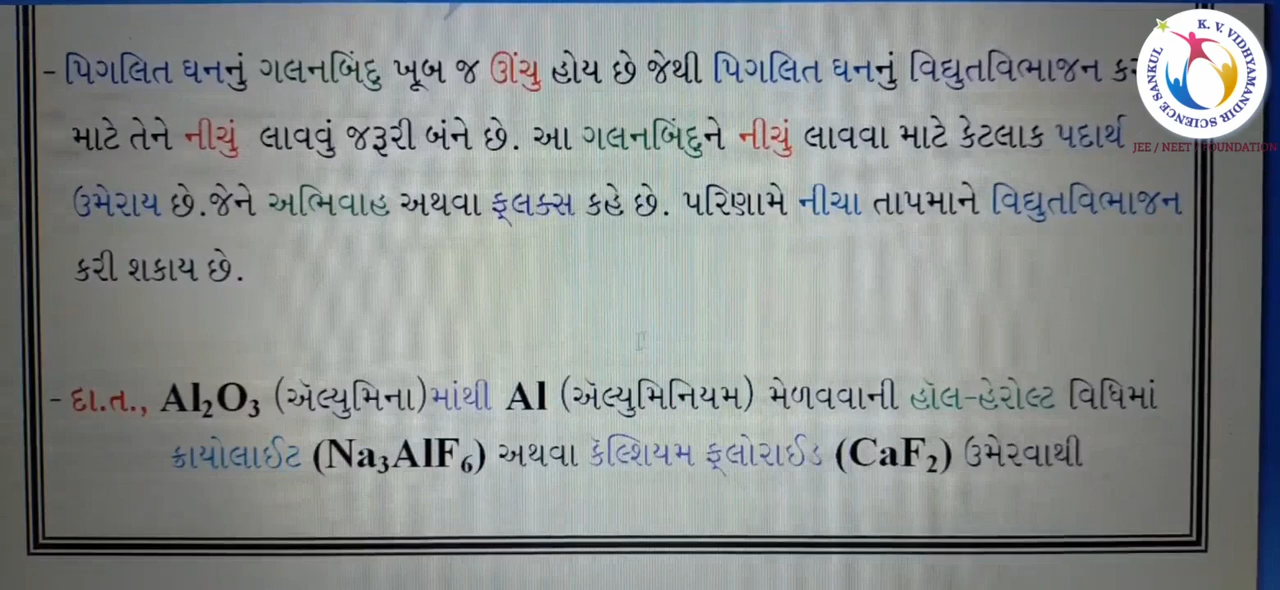 - પિગલિત ઘનનું ગલનબિંદુ ખૂબ જ ઊંચુ હોય છે જેથી પિગલિત ઘનનું વિદ્યુતવિભાજન
માટે તેને નીચું લાવવું જરૂરી બંને છે. આ ગલનબિંદુને નીચું લાવવા માટે કેટલાક પદાર્થ
ઉમેરાય છે.જેને અભિવાહ અથવા ફ્લક્સ કહે છે. પરિણામે નીચા તાપમાને વિદ્યુતવિભાજન
કરી શકાય છે.
- દા.ત., Al₂O₃ (ઍલ્યુમિના)માંથી Al (ઍલ્યુમિનિયમ) મેળવવાની હૉલ-હેરોલ્ટ વિધિમાં
ક્રાયોલાઈટ (Na₃AlF₆) અથવા કૅલ્શિયમ ફ્લોરાઈડ (CaF₂) ઉમેરવાથી
K. V. VIDHYAMANDIR SCIENCE SANKUL
JEE / NEET / FOUNDATION